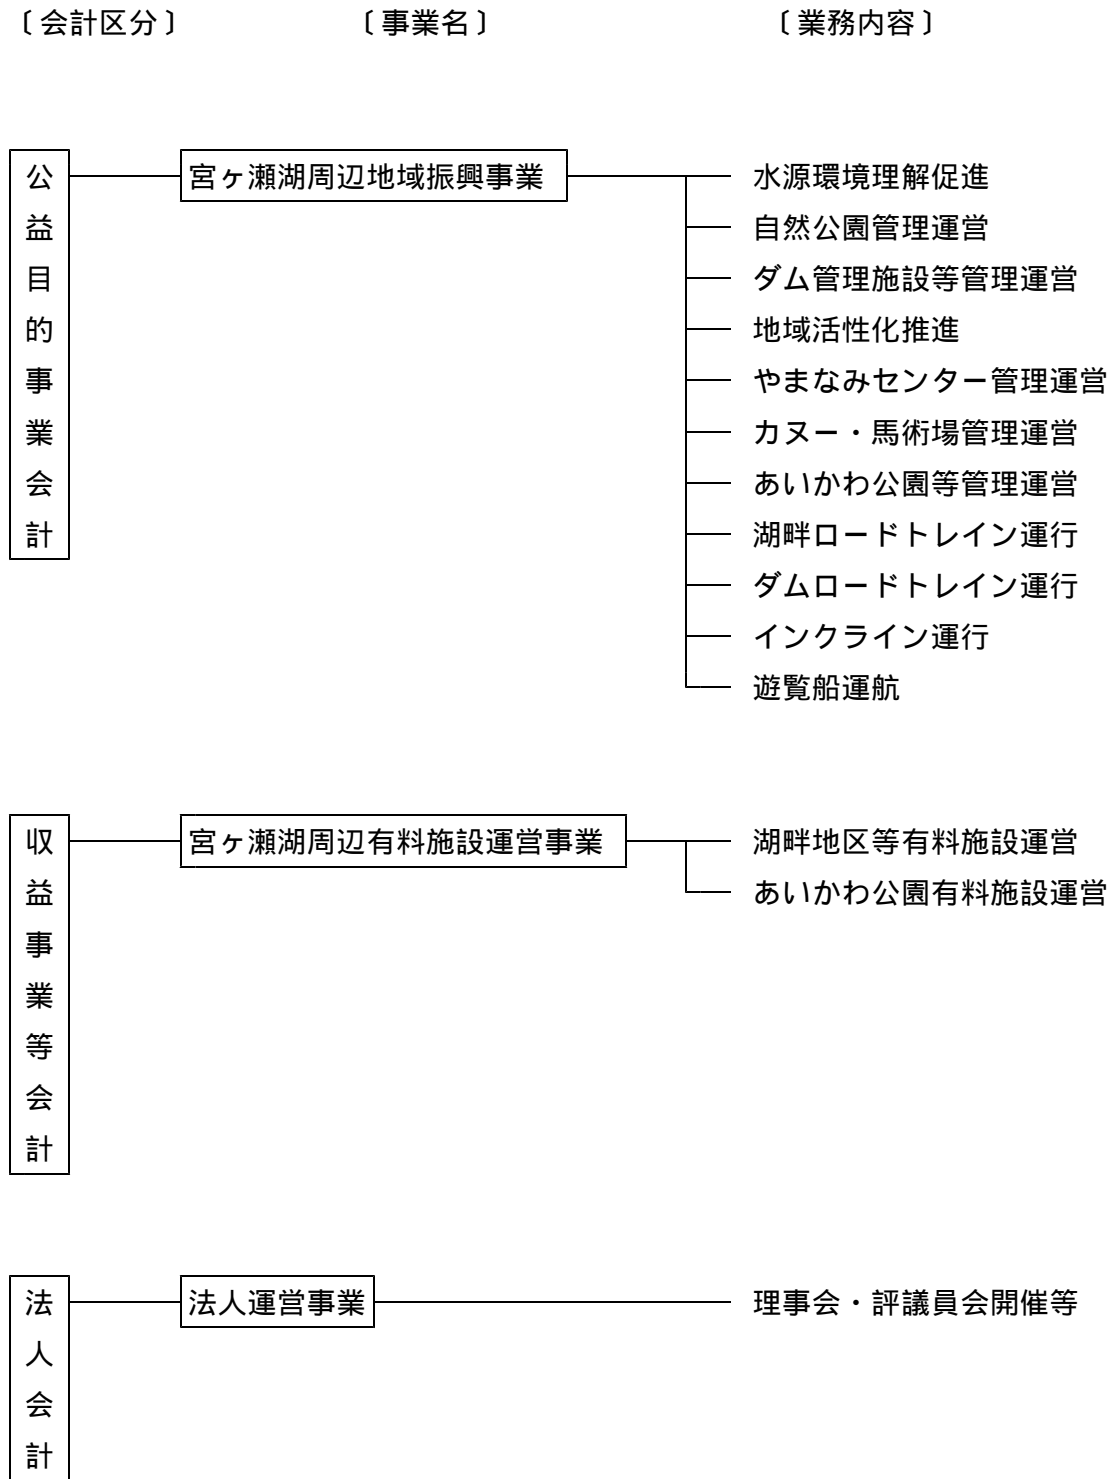 〔会計区分〕 〔事業名〕 〔業務内容〕
公益目的事業会計
宮ヶ瀬湖周辺地域振興事業
水源環境理解促進
自然公園管理運営
ダム管理施設等管理運営
地域活性化推進
やまなみセンター管理運営
カヌー・馬術場管理運営
あいかわ公園等管理運営
湖畔ロードトレイン運行
ダムロードトレイン運行
インクライン運行
遊覧船運航
収益事業等会計
宮ヶ瀬湖周辺有料施設運営事業
湖畔地区等有料施設運営
あいかわ公園有料施設運営
法人会計
法人運営事業
理事会・評議員会開催等